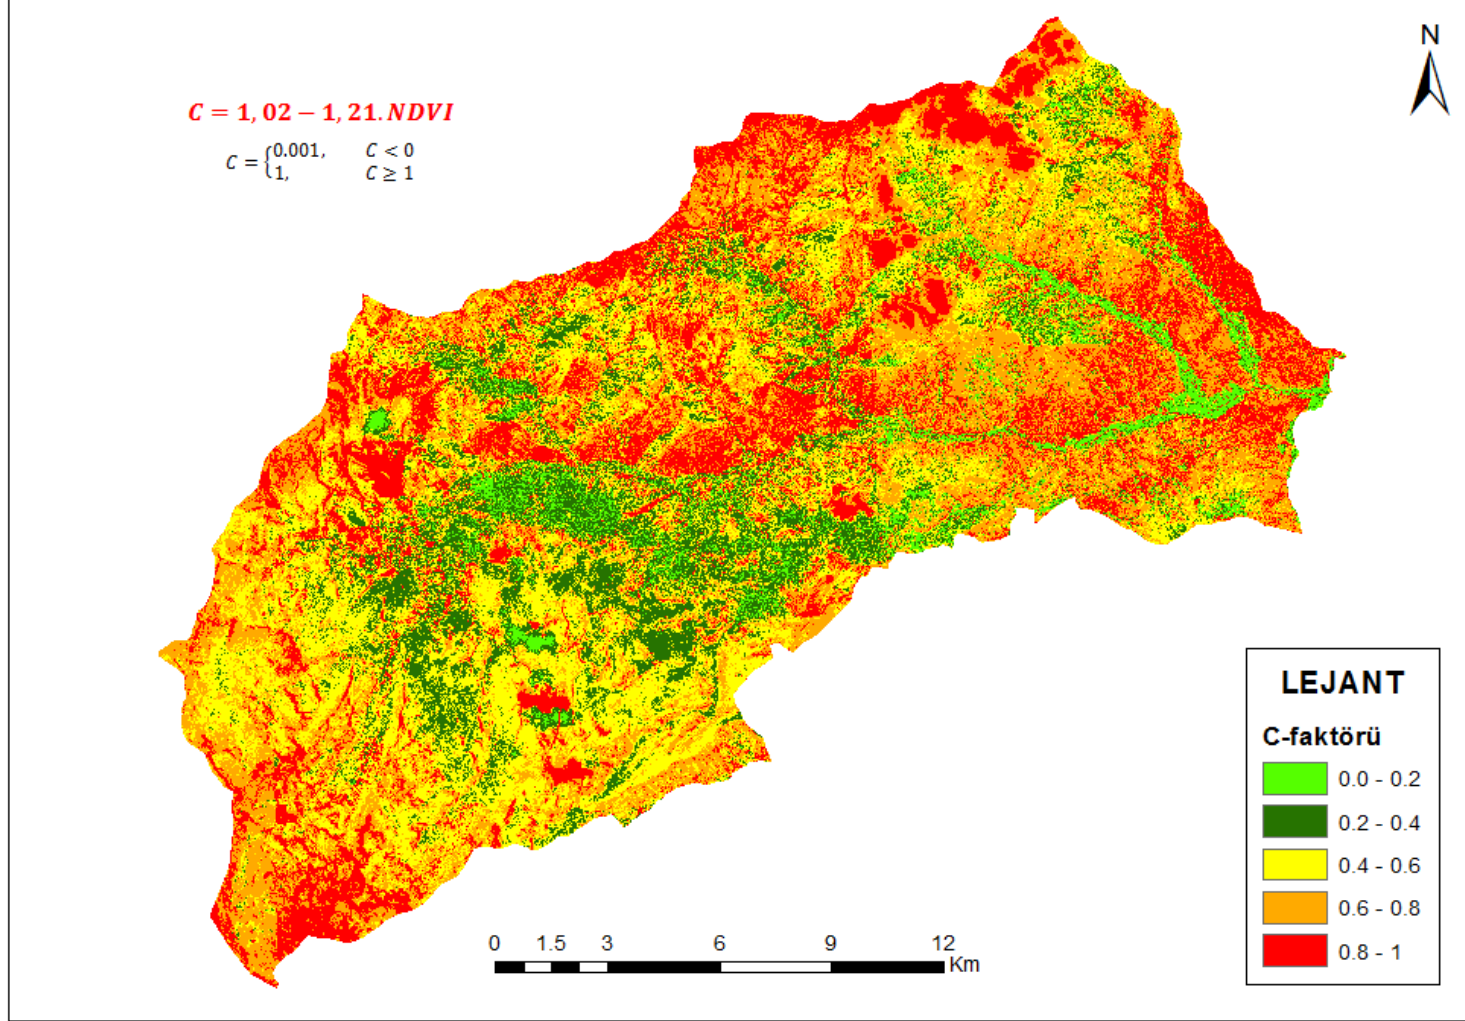 N
C = 1, 02 − 1, 21. NDVI
C = {0.001, C < 0
1, C ≥ 1
LEJANT
C-faktörü
0.0 - 0.2
0.2 - 0.4
0.4 - 0.6
0.6 - 0.8
0.8 - 1
0 1.5 3 6 9 12
Km